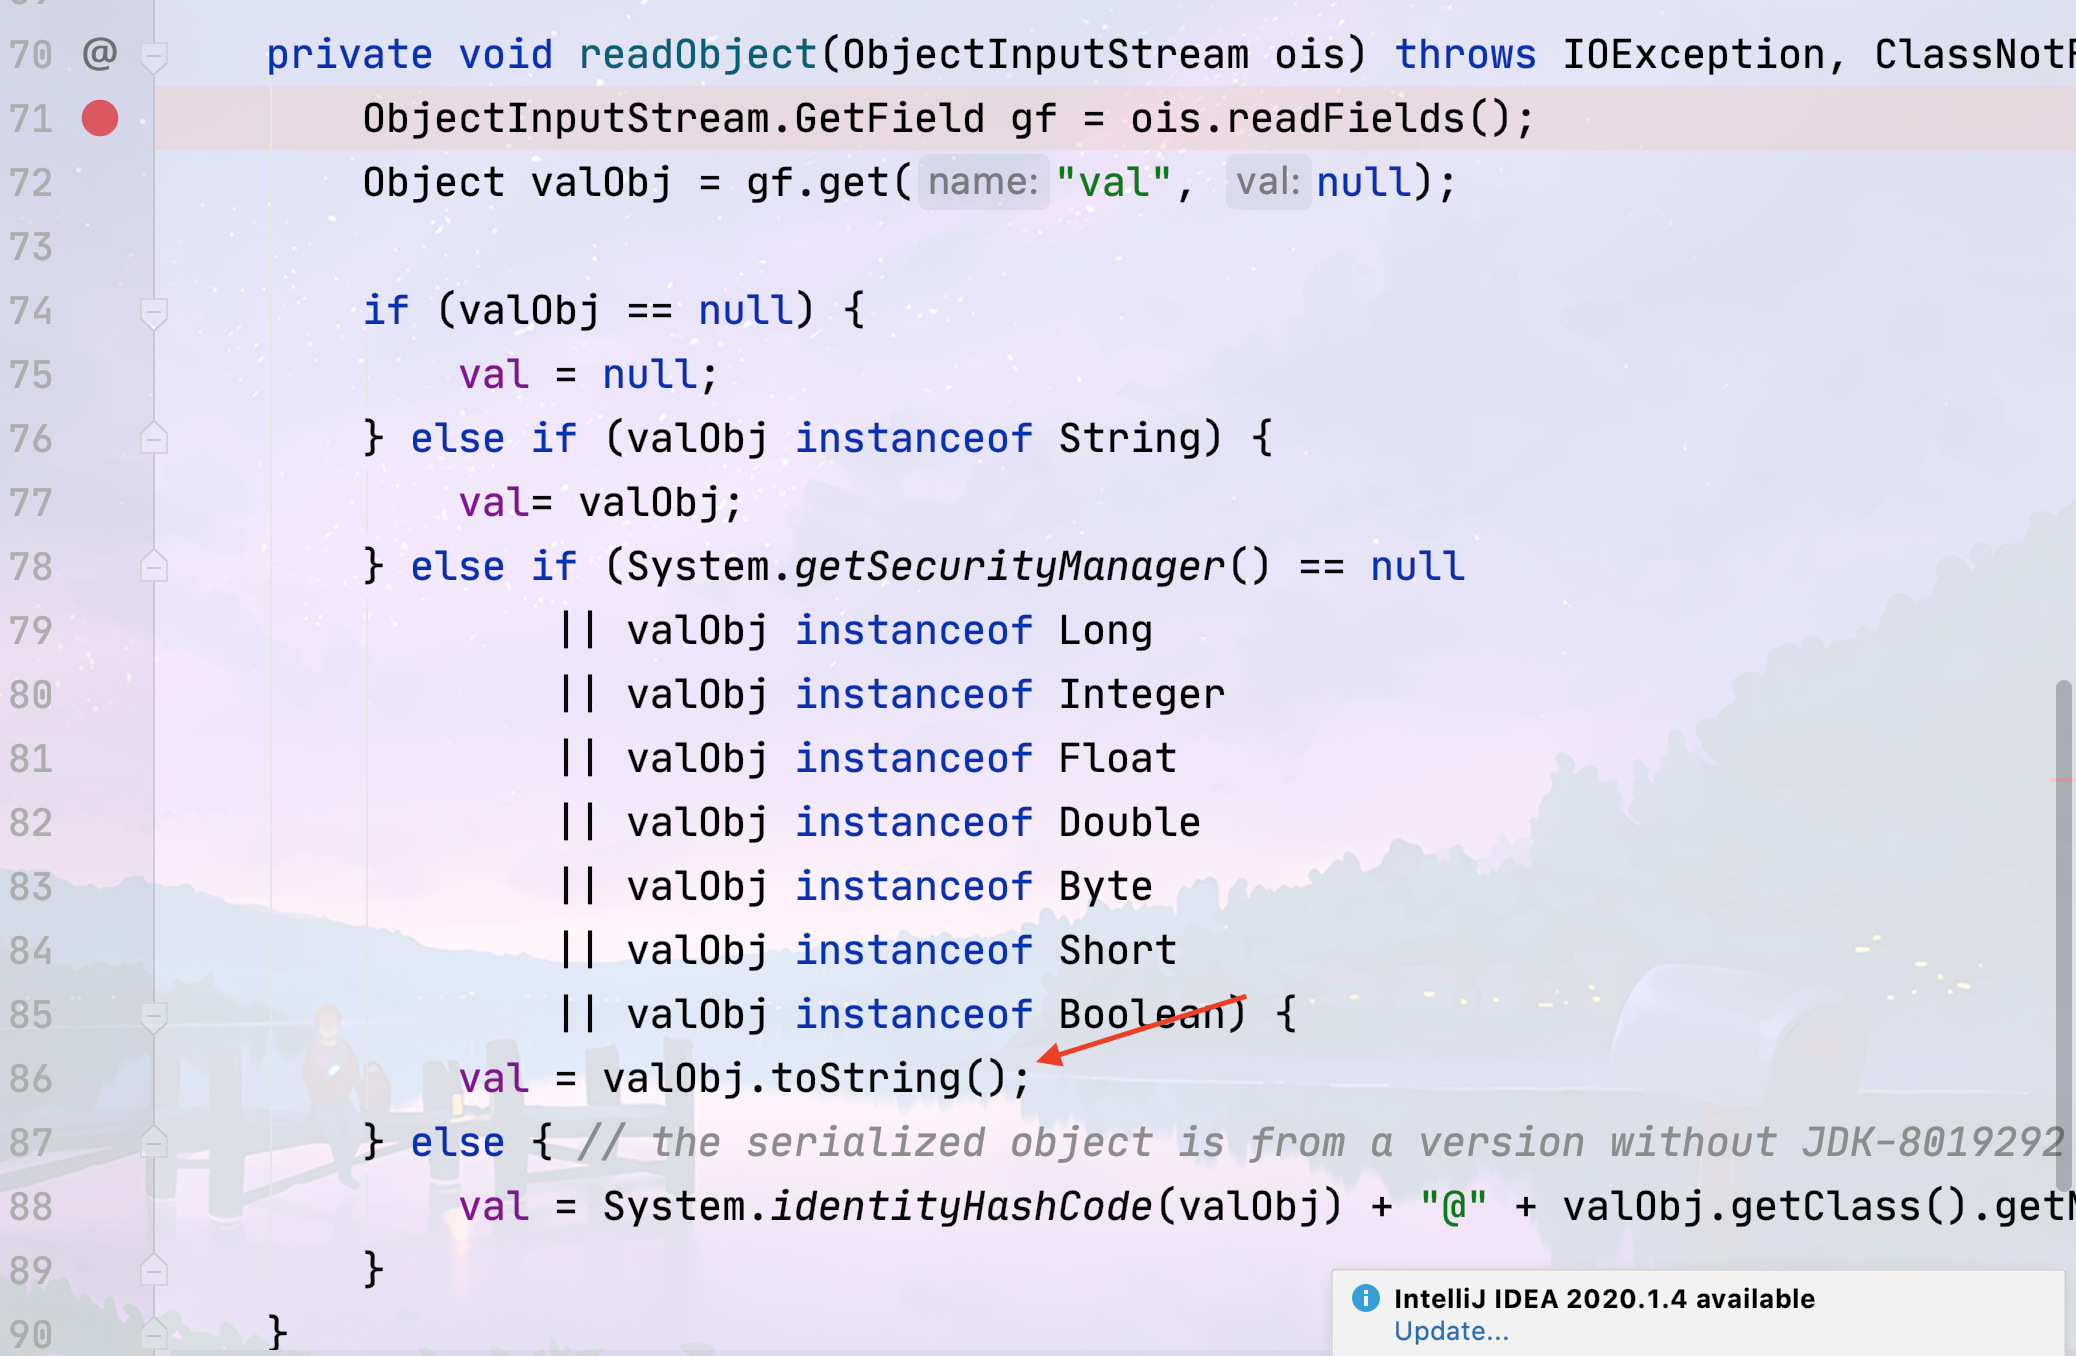 70 @ private void readObject(ObjectInputStream ois) throws IOException,
71 ObjectInputStream.GetField gf = ois.readFields();
72 Object valObj = gf.get( name: "val", val: null);
73
74 if (valObj == null) {
75 val = null;
76 } else if (valObj instanceof String) {
77 val= valObj;
78 } else if (System.getSecurityManager() == null
79 || valObj instanceof Long
80 || valObj instanceof Integer
81 || valObj instanceof Float
82 || valObj instanceof Double
83 || valObj instanceof Byte
84 || valObj instanceof Short
85 || valObj instanceof Boolean) {
86 val = valObj.toString();
87 } else { // the serialized object is from a version without JDK-8019292
88 val = System.identityHashCode(valObj) + "@" + valObj.getClass().
89 }
90 }
IntelliJ IDEA 2020.1.4 available
Update...